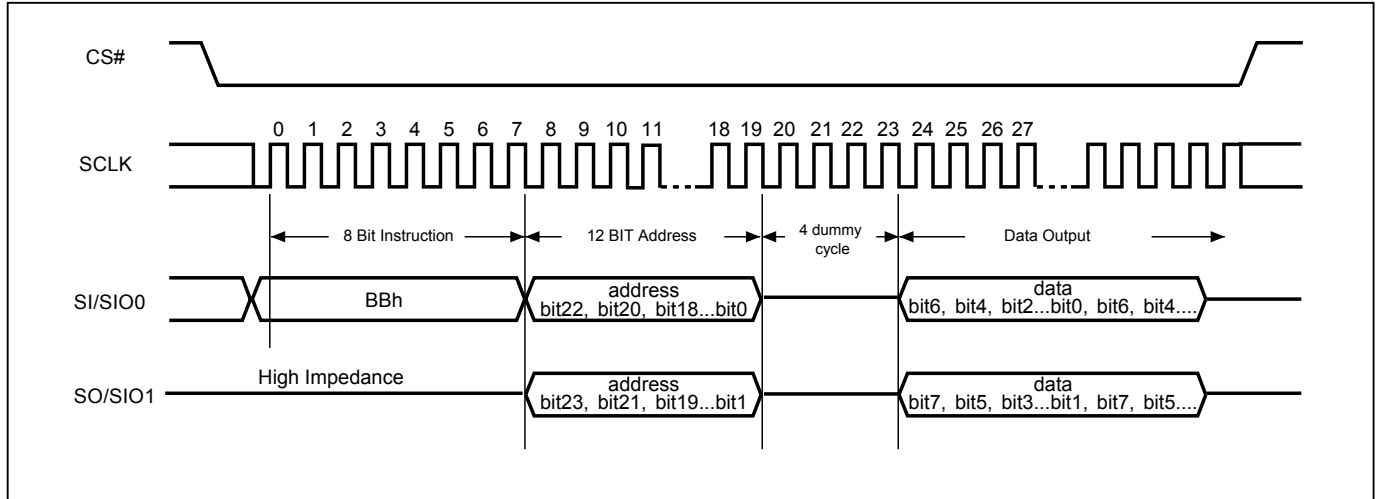 CS#
0 1 2 3 4 5 6 7 8 9 10 11 18 19 20 21 22 23 24 25 26 27
SCLK
8 Bit Instruction
12 BIT Address
4 dummy
cycle
Data Output
SI/SIO0
BBh
address
bit22, bit20, bit18...bit0
data
bit6, bit4, bit2...bit0, bit6, bit4....
SO/SIO1
High Impedance
address
bit23, bit21, bit19...bit1
data
bit7, bit5, bit3...bit1, bit7, bit5....